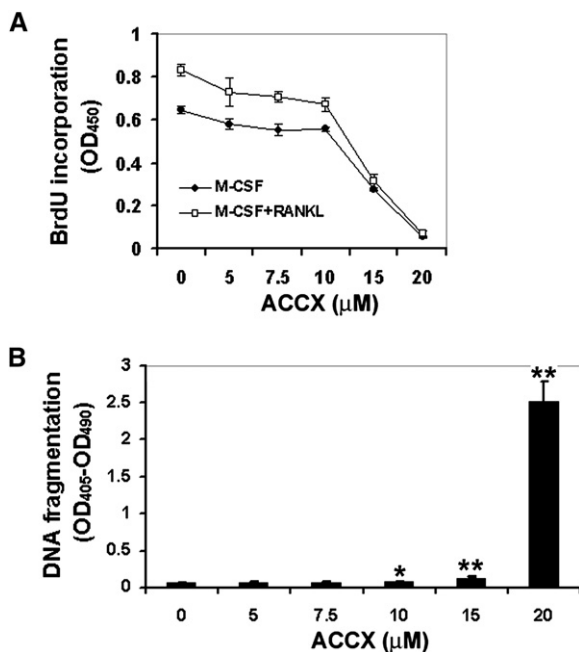 A
BrdU incorporation
(OD450)
1
0.8
0.6
0.4
0.2
0
M-CSF
M-CSF+RANKL
0 5 7.5 10 15 20
ACCX (μM)
B
DNA fragmentation
(OD405-OD490)
3
2.5
2
1.5
1
0.5
0
* ** **
0 5 7.5 10 15 20
ACCX (μM)